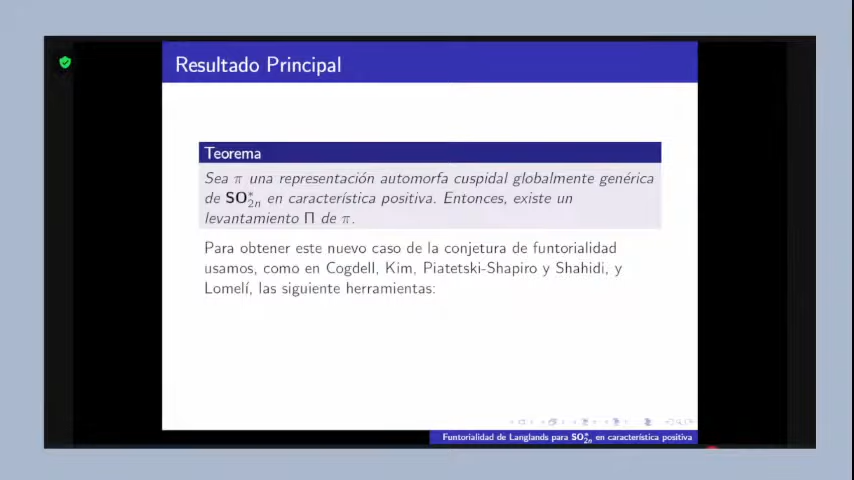 Resultado Principal
Teorema
Sea π una representación automorfa cuspidal globalmente genérica
de SO*2n en característica positiva. Entonces, existe un
levantamiento Π de π.
Para obtener este nuevo caso de la conjetura de funtorialidad
usamos, como en Cogdell, Kim, Piatetski-Shapiro y Shahidi, y
Lomelí, las siguiente herramientas:
Funtorialidad de Langlands para SO*2n en característica positiva